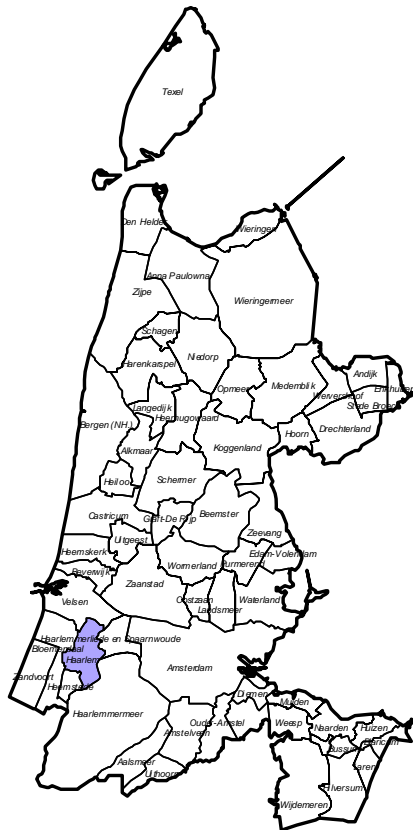 Texel
Den Helder
Wieringen
Anna Paulowna
Zijpe
Wieringermeer
Schagen
Niedorp
Harenkarspel
Andijk
Medemblik
Opmeer
Enkhuizen
Wervershoof
Stede Broec
Langedijk
Heerhugowaard
Bergen (NH.)
Drechterland
Hoorn
Koggenland
Alkmaar
Heiloo
Schermer
Beemster
Castricum
Graft-De Rijp
Zeevang
Uitgeest
Heemskerk
Edam-Volendam
Purmerend
Wormerland
Beverwijk
Zaanstad
Oostzaan
Waterland
Landsmeer
Velsen
Haarlemmerliede en Spaarnwoude
Bloemendaal
Haarlem
Amsterdam
Zandvoort
Heemstede
Diemen
Muiden
Haarlemmermeer
Ouder-Amstel
Weesp
Naarden
Huizen
Amstelveen
Blaricum
Bussum
Aalsmeer
Laren
Uithoorn
Hilversum
Wijdemeren